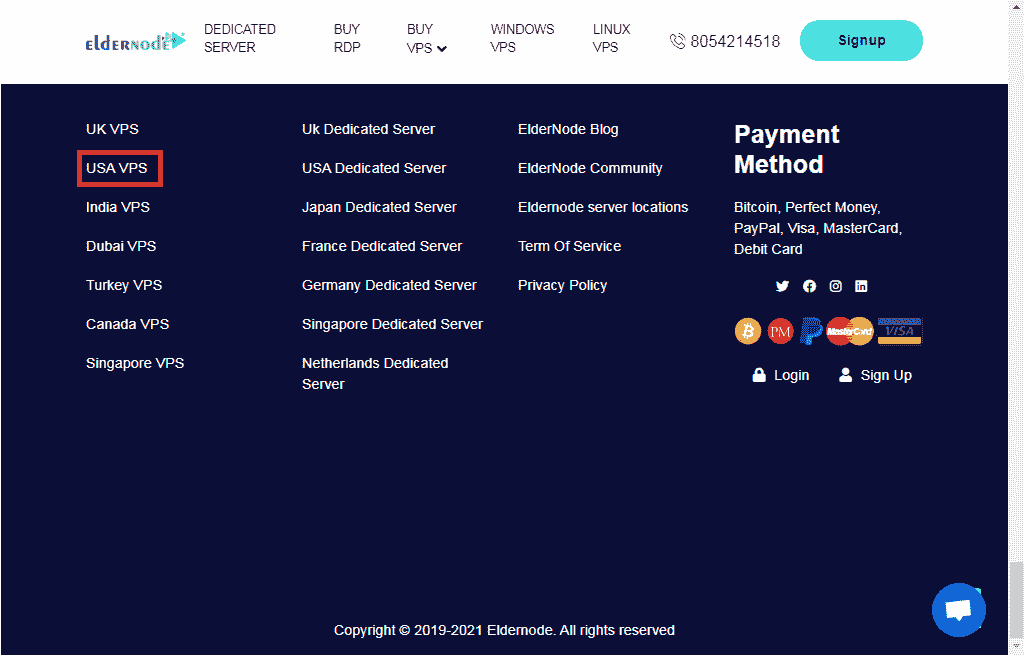 ELDERNODE
DEDICATED
SERVER
BUY
RDP
BUY
VPS
WINDOWS
VPS
LINUX
VPS
8054214518
Signup
UK VPS
USA VPS
India VPS
Dubai VPS
Turkey VPS
Canada VPS
Singapore VPS
Uk Dedicated Server
USA Dedicated Server
Japan Dedicated Server
France Dedicated Server
Germany Dedicated Server
Singapore Dedicated Server
Netherlands Dedicated
Server
ElderNode Blog
ElderNode Community
Eldernode server locations
Term Of Service
Privacy Policy
Payment
Method
Bitcoin, Perfect Money,
PayPal, Visa, MasterCard,
Debit Card
PM
MasterCard
VISA
Login
Sign Up
Copyright © 2019-2021 Eldernode. All rights reserved